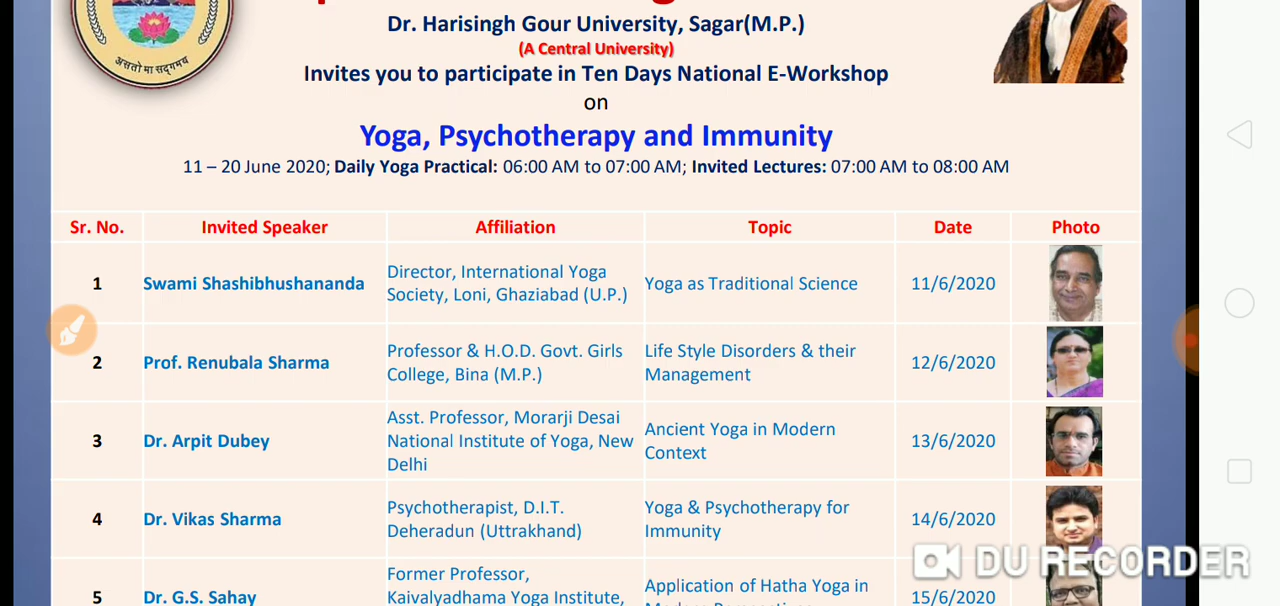 असतो मा सद्गमय
Dr. Harisingh Gour University, Sagar(M.P.)
(A Central University)
Invites you to participate in Ten Days National E-Workshop
on
Yoga, Psychotherapy and Immunity
11 – 20 June 2020; Daily Yoga Practical: 06:00 AM to 07:00 AM; Invited Lectures: 07:00 AM to 08:00 AM
Sr. No. Invited Speaker Affiliation Topic Date Photo
1 Swami Shashibhushananda Director, International Yoga Society, Loni, Ghaziabad (U.P.) Yoga as Traditional Science 11/6/2020
2 Prof. Renubala Sharma Professor & H.O.D. Govt. Girls College, Bina (M.P.) Life Style Disorders & their Management 12/6/2020
3 Dr. Arpit Dubey Asst. Professor, Morarji Desai National Institute of Yoga, New Delhi Ancient Yoga in Modern Context 13/6/2020
4 Dr. Vikas Sharma Psychotherapist, D.I.T. Deheradun (Uttrakhand) Yoga & Psychotherapy for Immunity 14/6/2020
5 Dr. G.S. Sahay Former Professor, Kaivalyadhama Yoga Institute, Application of Hatha Yoga in 15/6/2020
DU RECORDER